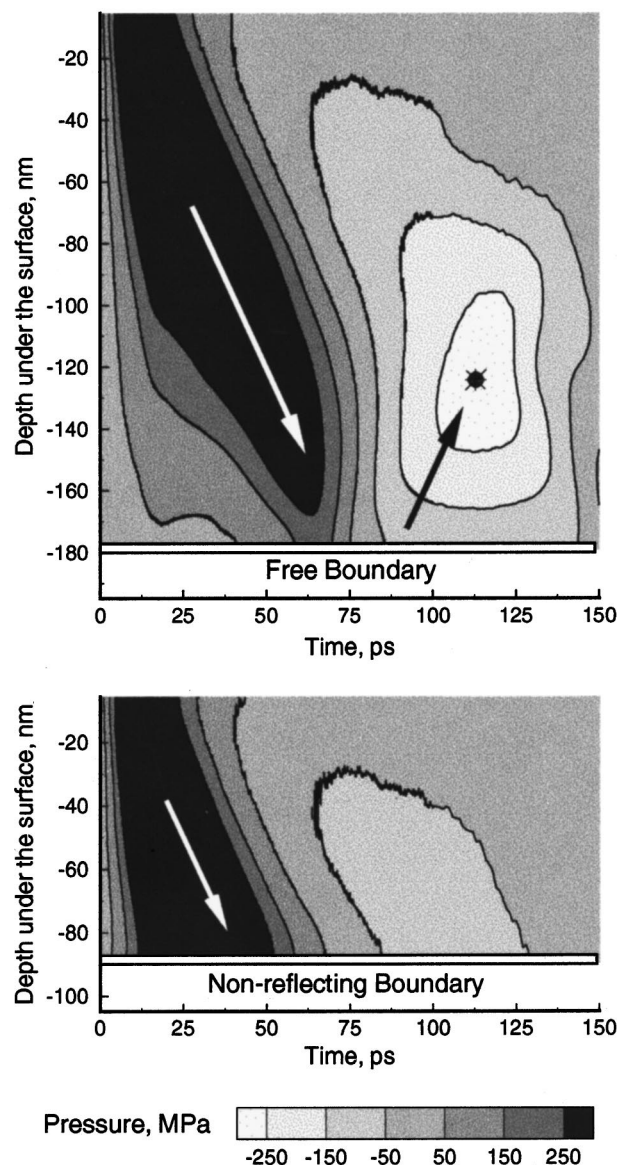 Depth under the surface, nm
-20
-40
-60
-80
-100
-120
-140
-160
-180
Free Boundary
0 25 50 75 100 125 150
Time, ps
Depth under the surface, nm
-20
-40
-60
-80
-100
Non-reflecting Boundary
0 25 50 75 100 125 150
Time, ps
Pressure, MPa
-250 -150 -50 50 150 250